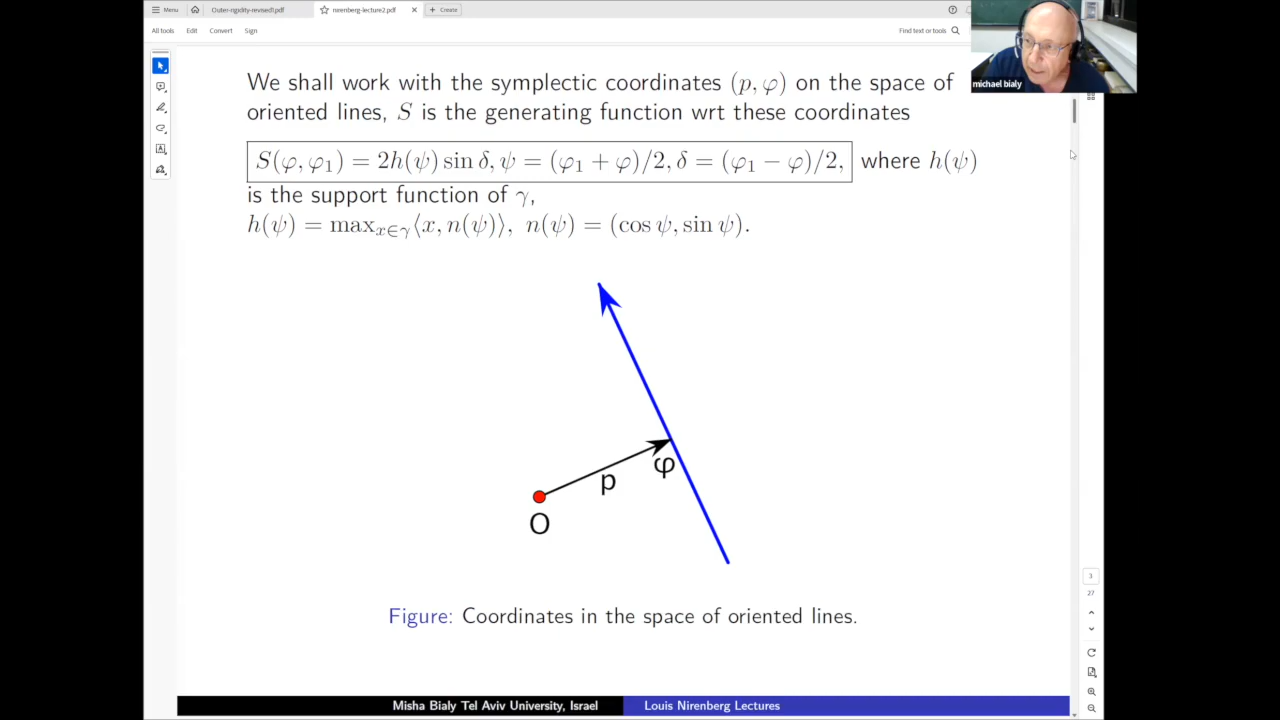 Menu Outer-rigidity-revised1.pdf nirenberg-lecture2.pdf × + Create
All tools Edit Convert Sign Find text or tools
michael bialy
We shall work with the symplectic coordinates (p, φ) on the space of
oriented lines, S is the generating function wrt these coordinates
S(φ, φ₁) = 2h(ψ) sin δ, ψ = (φ₁ + φ)/2, δ = (φ₁ − φ)/2, where h(ψ)
is the support function of γ,
h(ψ) = max_{x∈γ}⟨x, n(ψ)⟩, n(ψ) = (cos ψ, sin ψ).
φ
p
O
Figure: Coordinates in the space of oriented lines.
3
27
Misha Bialy Tel Aviv University, Israel Louis Nirenberg Lectures